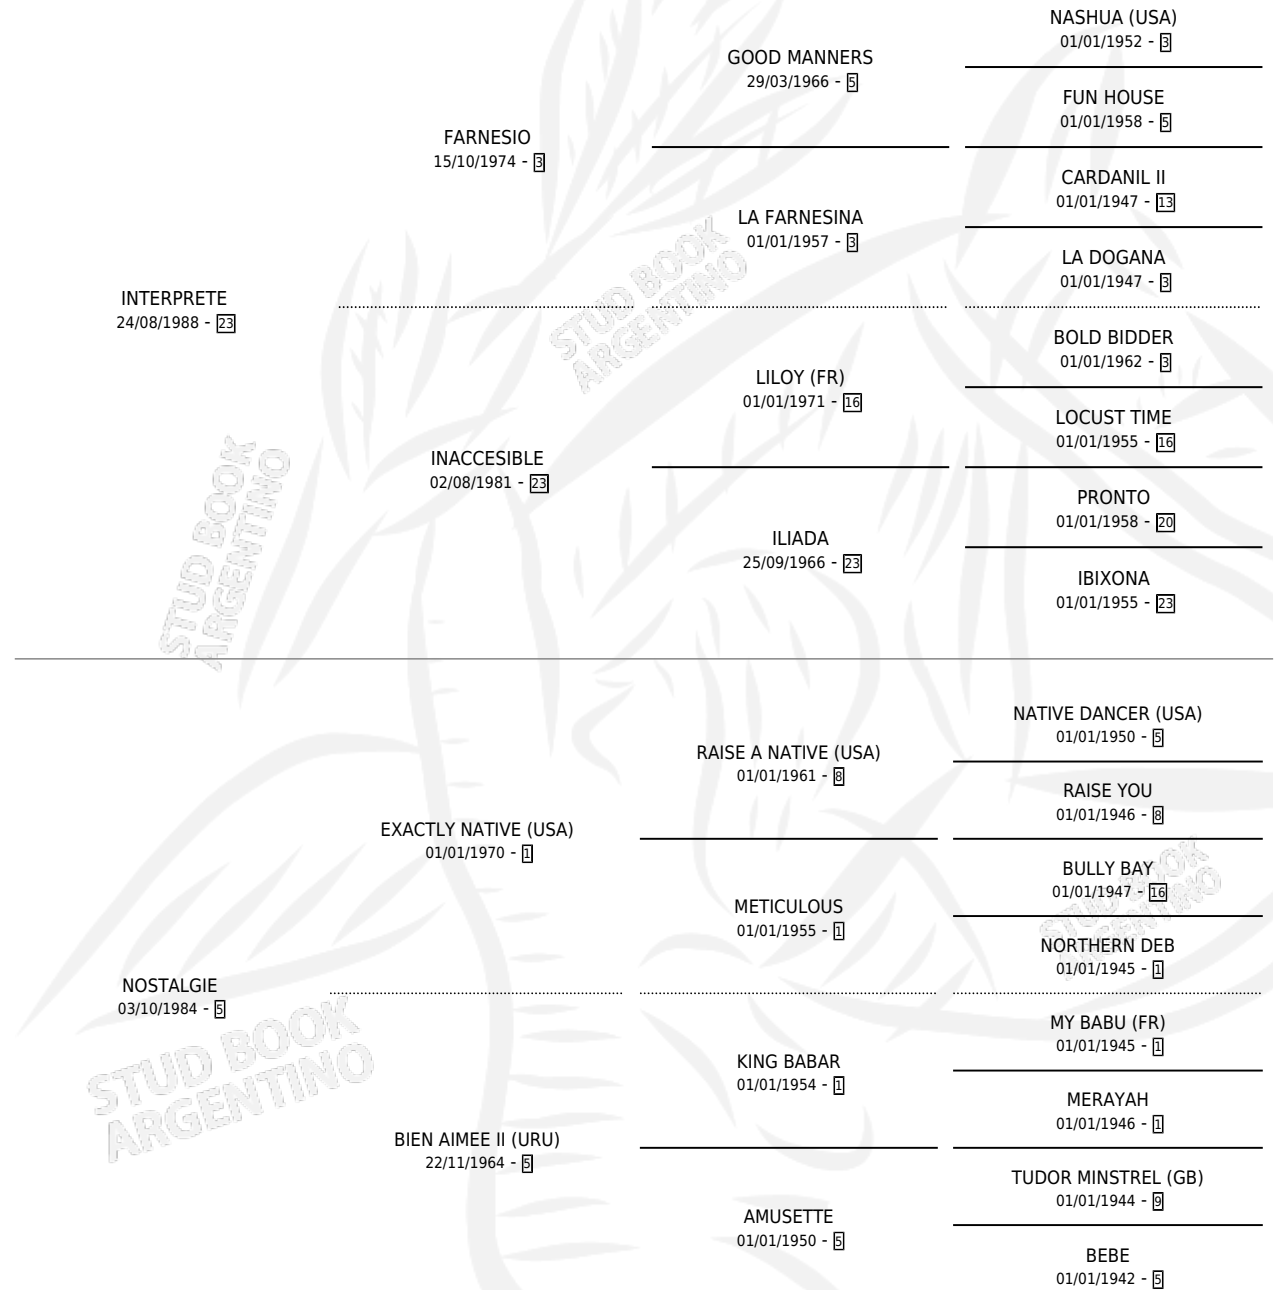 NASHUA (USA)
01/01/1952 - 3
GOOD MANNERS
29/03/1966 - 5
FUN HOUSE
01/01/1958 - 5
FARNESIO
15/10/1974 - 3
CARDANIL II
01/01/1947 - 13
LA FARNESINA
01/01/1957 - 3
LA DOGANA
01/01/1947 - 3
INTERPRETE
24/08/1988 - 23
BOLD BIDDER
01/01/1962 - 3
LILOY (FR)
01/01/1971 - 16
LOCUST TIME
01/01/1955 - 16
INACCESIBLE
02/08/1981 - 23
PRONTO
01/01/1958 - 20
ILIADA
25/09/1966 - 23
IBIXONA
01/01/1955 - 23
STUD BOOK
ARGENTINO
STUD BOOK
ARGENTINO
NATIVE DANCER (USA)
01/01/1950 - 5
RAISE A NATIVE (USA)
01/01/1961 - 8
RAISE YOU
01/01/1946 - 8
EXACTLY NATIVE (USA)
01/01/1970 - 1
BULLY BAY
01/01/1947 - 16
METICULOUS
01/01/1955 - 1
NORTHERN DEB
01/01/1945 - 1
NOSTALGIE
03/10/1984 - 5
MY BABU (FR)
01/01/1945 - 1
KING BABAR
01/01/1954 - 1
MERAYAH
01/01/1946 - 1
BIEN AIMEE II (URU)
22/11/1964 - 5
TUDOR MINSTREL (GB)
01/01/1944 - 9
AMUSETTE
01/01/1950 - 5
BEBE
01/01/1942 - 5
STUD BOOK
ARGENTINO
STUD BOOK
ARGENTINO